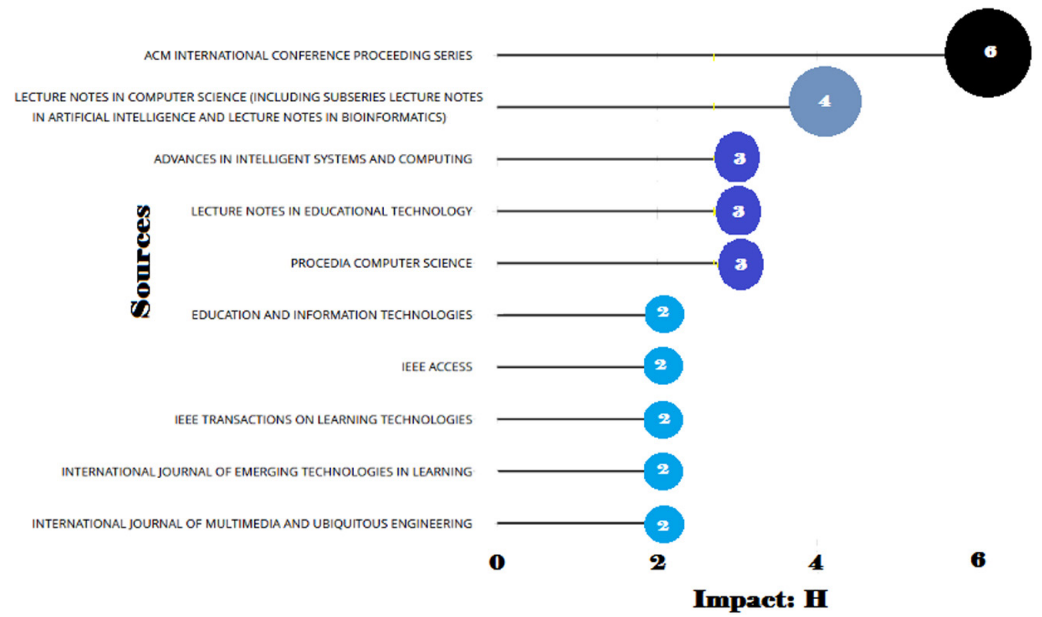 ACM INTERNATIONAL CONFERENCE PROCEEDING SERIES
6
LECTURE NOTES IN COMPUTER SCIENCE (INCLUDING SUBSERIES LECTURE NOTES
IN ARTIFICIAL INTELLIGENCE AND LECTURE NOTES IN BIOINFORMATICS)
4
ADVANCES IN INTELLIGENT SYSTEMS AND COMPUTING
3
LECTURE NOTES IN EDUCATIONAL TECHNOLOGY
3
PROCEDIA COMPUTER SCIENCE
3
Sources
EDUCATION AND INFORMATION TECHNOLOGIES
2
IEEE ACCESS
2
IEEE TRANSACTIONS ON LEARNING TECHNOLOGIES
2
INTERNATIONAL JOURNAL OF EMERGING TECHNOLOGIES IN LEARNING
2
INTERNATIONAL JOURNAL OF MULTIMEDIA AND UBIQUITOUS ENGINEERING
2
0 2 4 6
Impact: H